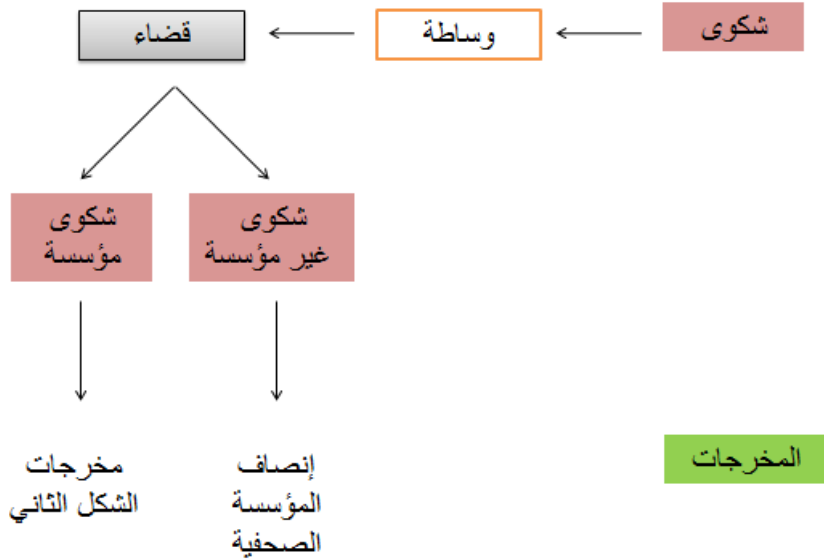 شكوى
وساطة
قضاء
شكوى
غير مؤسسة
شكوى
مؤسسة
المخرجات
إنصاف
المؤسسة
الصحفية
مخرجات
الشكل الثاني